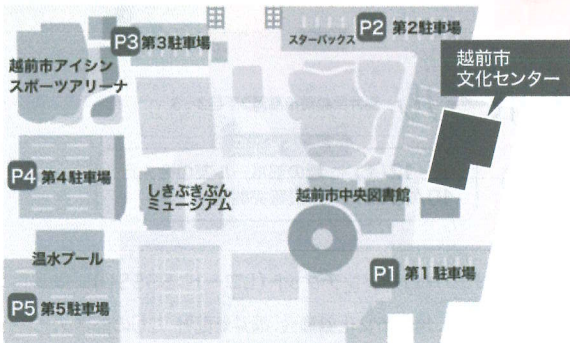 P3 第3駐車場
スターバックス
P2 第2駐車場
越前市
文化センター
越前市アイシン
スポーツアリーナ
P4 第4駐車場
しきぶきぶん
ミュージアム
越前市中央図書館
温水プール
P1 第1駐車場
P5 第5駐車場